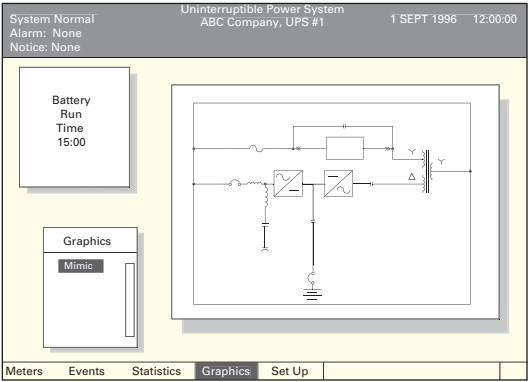 Uninterruptible Power System
System Normal
ABC Company, UPS #1
1 SEPT 1996 12:00:00
Alarm: None
Notice: None
Battery
Run
Time
15:00
Graphics
Mimic
Meters Events Statistics Graphics Set Up